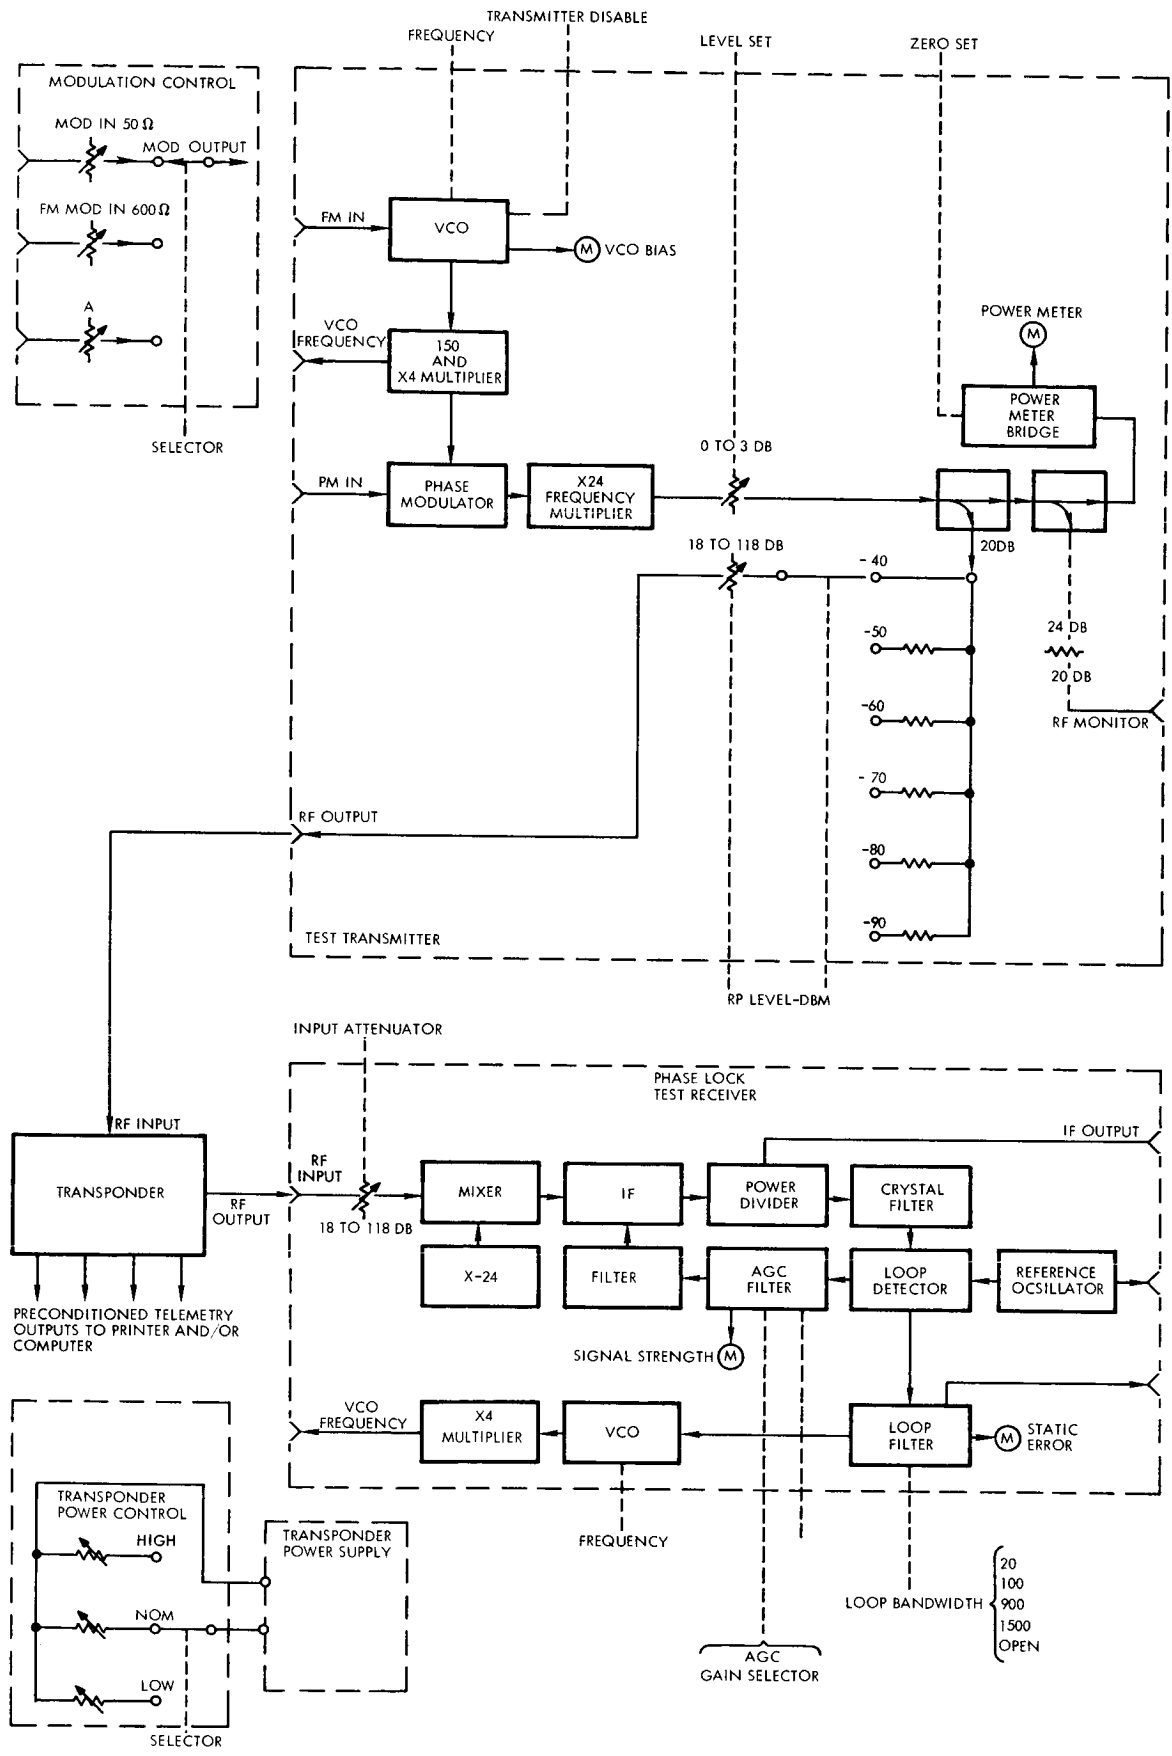 TRANSMITTER DISABLE
FREQUENCY
LEVEL SET
ZERO SET
MODULATION CONTROL
MOD IN 50 Ω
MOD OUTPUT
FM MOD IN 600 Ω
A
SELECTOR
FM IN
VCO
M
VCO BIAS
VCO
FREQUENCY
150
AND
X4 MULTIPLIER
POWER METER
M
POWER
METER
BRIDGE
0 TO 3 DB
PM IN
PHASE
MODULATOR
X24
FREQUENCY
MULTIPLIER
20DB
18 TO 118 DB
- 40
-50
24 DB
20 DB
-60
RF MONITOR
- 70
RF OUTPUT
-80
-90
TEST TRANSMITTER
RP LEVEL-DBM
INPUT ATTENUATOR
PHASE LOCK
TEST RECEIVER
RF INPUT
IF OUTPUT
TRANSPONDER
RF
OUTPUT
RF
INPUT
18 TO 118 DB
MIXER
IF
POWER
DIVIDER
CRYSTAL
FILTER
X-24
FILTER
AGC
FILTER
LOOP
DETECTOR
REFERENCE
OCSILLATOR
PRECONDITIONED TELEMETRY
OUTPUTS TO PRINTER AND/OR
COMPUTER
SIGNAL STRENGTH
M
VCO
FREQUENCY
X4
MULTIPLIER
VCO
LOOP
FILTER
M
STATIC
ERROR
TRANSPONDER
POWER CONTROL
HIGH
NOM
LOW
SELECTOR
TRANSPONDER
POWER SUPPLY
FREQUENCY
AGC
GAIN SELECTOR
LOOP BANDWIDTH
20
100
900
1500
OPEN